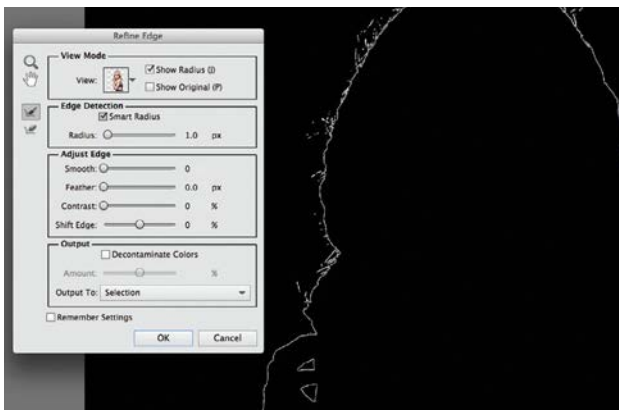 Refine Edge
View Mode
View:
Show Radius (J)
Show Original (P)
Edge Detection
Smart Radius
Radius: 1.0 px
Adjust Edge
Smooth: 0
Feather: 0.0 px
Contrast: 0 %
Shift Edge: 0 %
Output
Decontaminate Colors
Amount: %
Output To: Selection
Remember Settings
OK Cancel